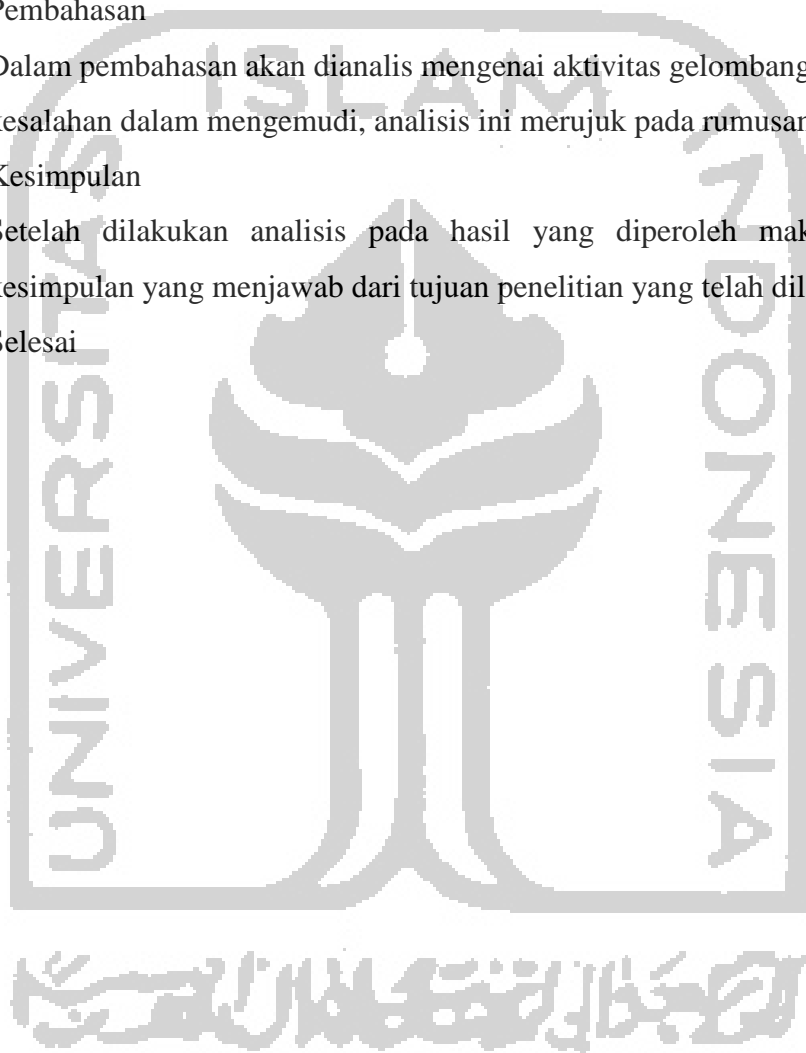 Pembahasan
Dalam pembahasan akan dianalis mengenai aktivitas gelombang
kesalahan dalam mengemudi, analisis ini merujuk pada rumusan
Kesimpulan
Setelah dilakukan analisis pada hasil yang diperoleh mak
kesimpulan yang menjawab dari tujuan penelitian yang telah dil
Selesai
UNIVERSITAS
ISLAM
INDONESIA